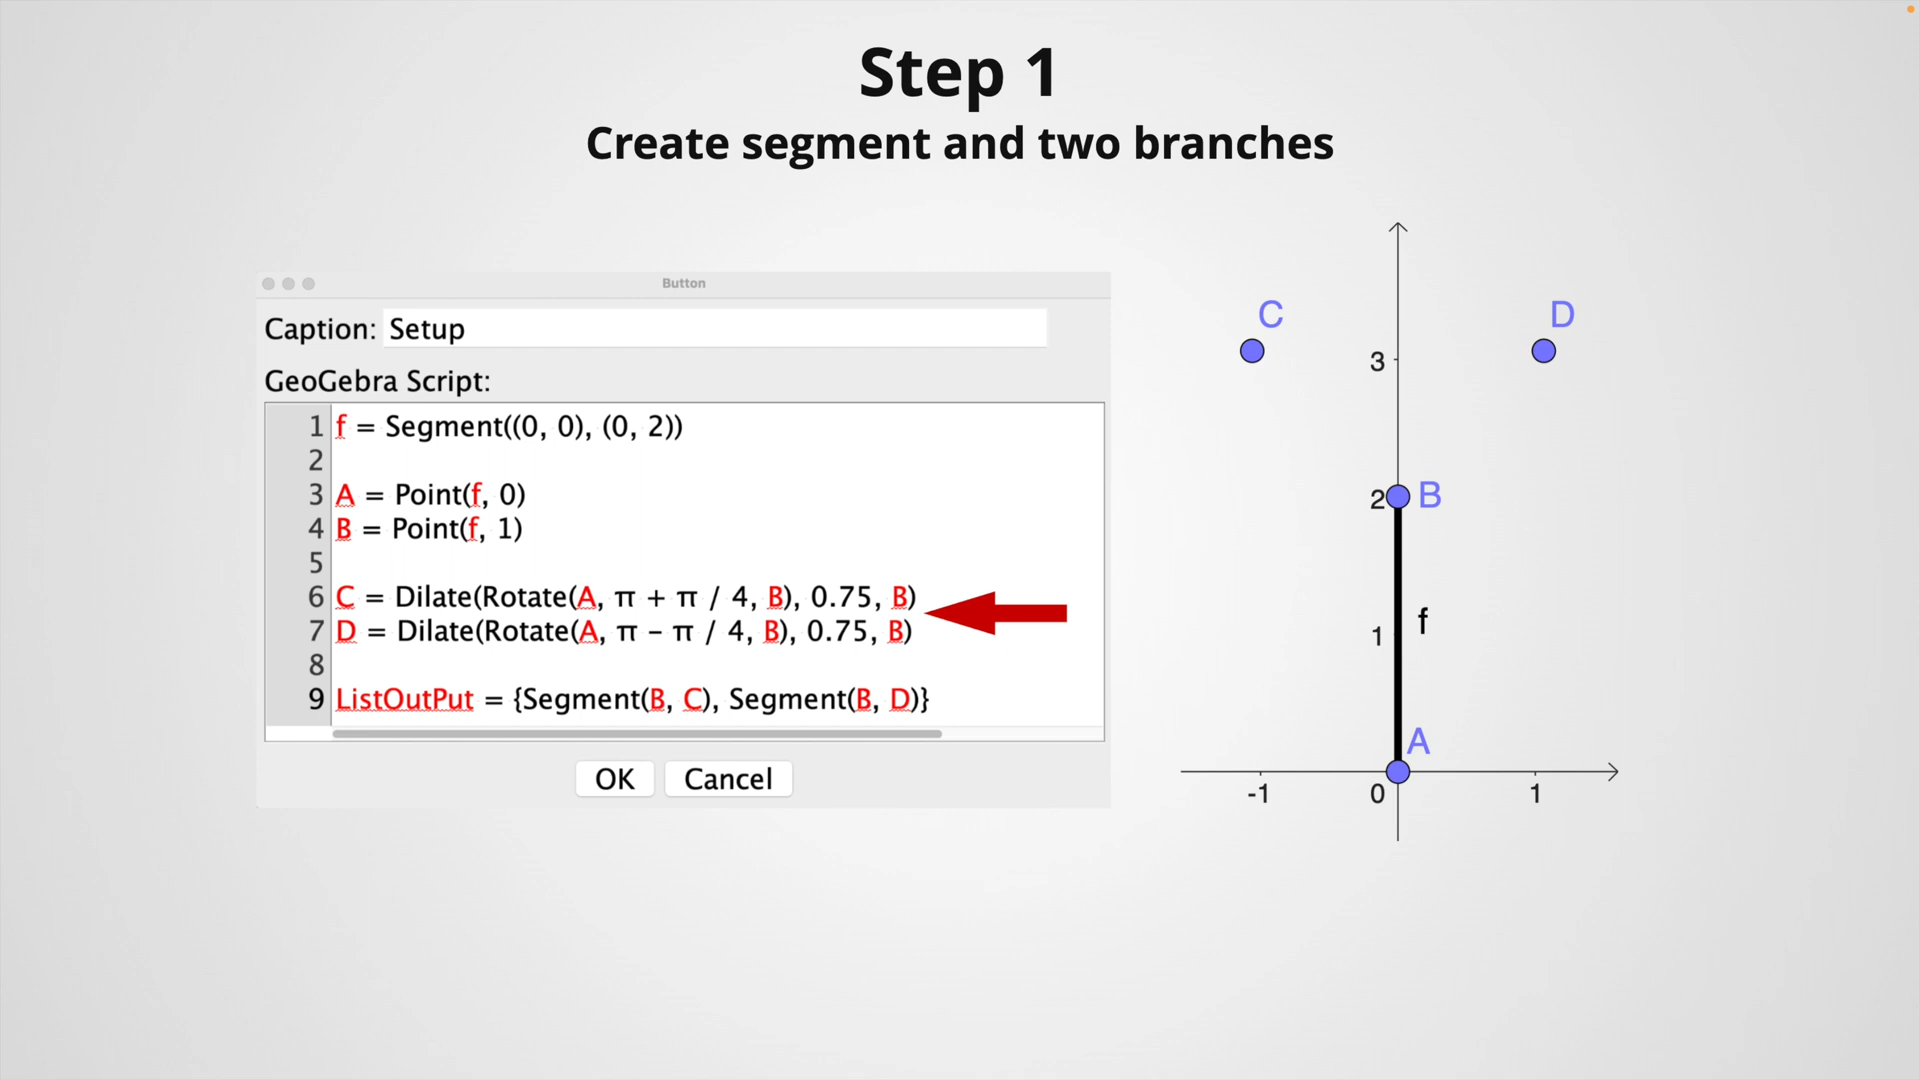 Step 1
Create segment and two branches
Button
Caption: Setup
GeoGebra Script:
1 f = Segment((0, 0), (0, 2))
2
3 A = Point(f, 0)
4 B = Point(f, 1)
5
6 C = Dilate(Rotate(A, π + π / 4, B), 0.75, B)
7 D = Dilate(Rotate(A, π − π / 4, B), 0.75, B)
8
9 ListOutPut = {Segment(B, C), Segment(B, D)}
OK Cancel
C D
3
2 B
1 f
A
-1 0 1